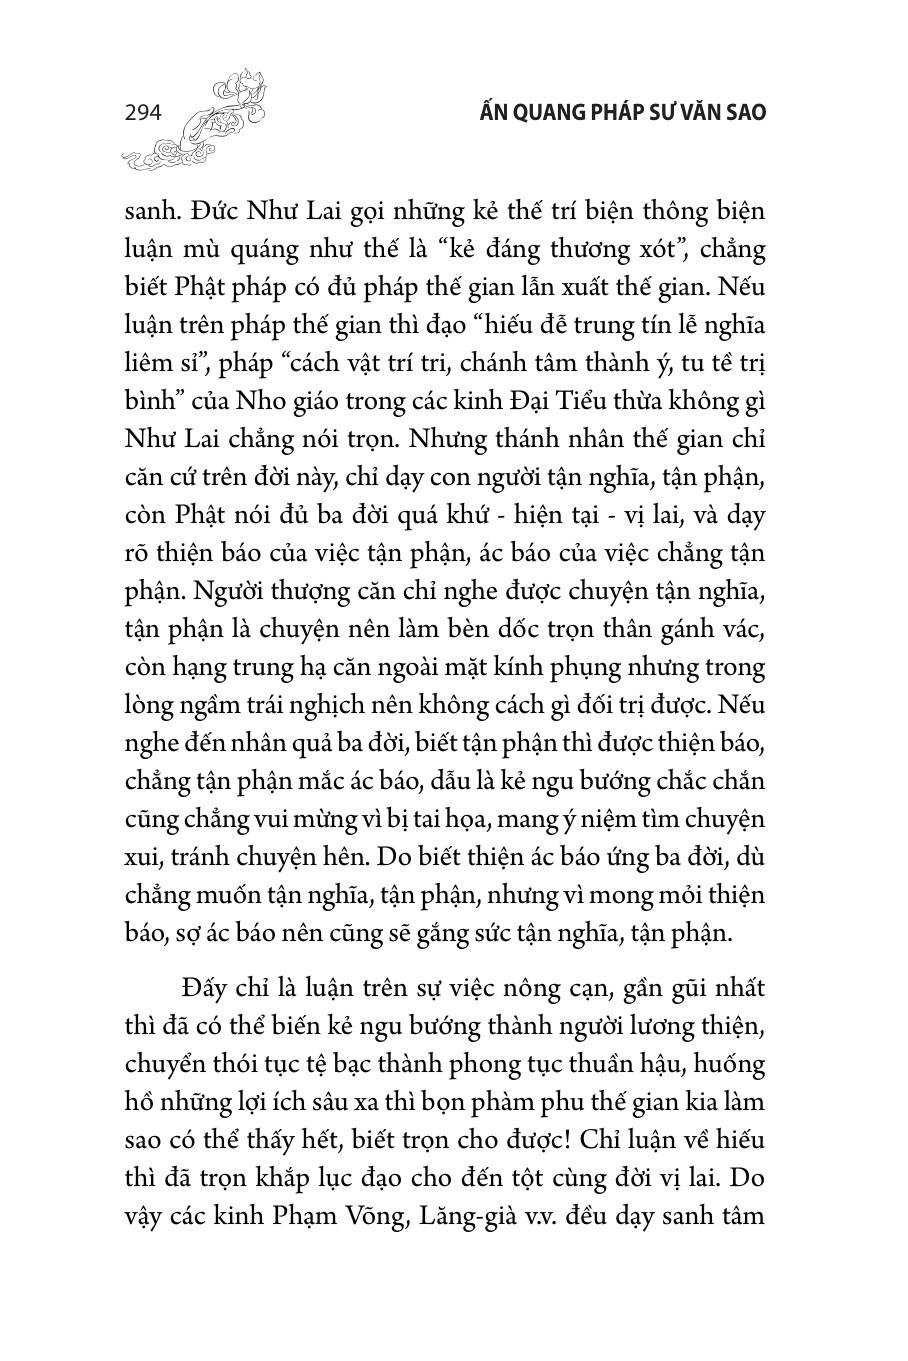 294
ẤN QUANG PHÁP SƯ VĂN SAO
sanh. Đức Như Lai gọi những kẻ thế trí biện thông biện
luận mù quáng như thế là “kẻ đáng thương xót”, chẳng
biết Phật pháp có đủ pháp thế gian lẫn xuất thế gian. Nếu
luận trên pháp thế gian thì đạo “hiếu đễ trung tín lễ nghĩa
liêm sỉ”, pháp “cách vật trí tri, chánh tâm thành ý, tu tề trị
bình” của Nho giáo trong các kinh Đại Tiểu thừa không gì
Như Lai chẳng nói trọn. Nhưng thánh nhân thế gian chỉ
căn cứ trên đời này, chỉ dạy con người tận nghĩa, tận phận,
còn Phật nói đủ ba đời quá khứ - hiện tại - vị lai, và dạy
rõ thiện báo của việc tận phận, ác báo của việc chẳng tận
phận. Người thượng căn chỉ nghe được chuyện tận nghĩa,
tận phận là chuyện nên làm bèn dốc trọn thân gánh vác,
còn hạng trung hạ căn ngoài mặt kính phụng nhưng trong
lòng ngầm trái nghịch nên không cách gì đối trị được. Nếu
nghe đến nhân quả ba đời, biết tận phận thì được thiện báo,
chẳng tận phận mắc ác báo, dẫu là kẻ ngu bướng chắc chắn
cũng chẳng vui mừng vì bị tai họa, mang ý niệm tìm chuyện
xui, tránh chuyện hên. Do biết thiện ác báo ứng ba đời, dù
chẳng muốn tận nghĩa, tận phận, nhưng vì mong mỏi thiện
báo, sợ ác báo nên cũng sẽ gắng sức tận nghĩa, tận phận.
Đấy chỉ là luận trên sự việc nông cạn, gần gũi nhất
thì đã có thể biến kẻ ngu bướng thành người lương thiện,
chuyển thói tục tệ bạc thành phong tục thuần hậu, huống
hồ những lợi ích sâu xa thì bọn phàm phu thế gian kia làm
sao có thể thấy hết, biết trọn cho được! Chỉ luận về hiếu
thì đã trọn khắp lục đạo cho đến tột cùng đời vị lai. Do
vậy các kinh Phạm Võng, Lăng-già v.v. đều dạy sanh tâm